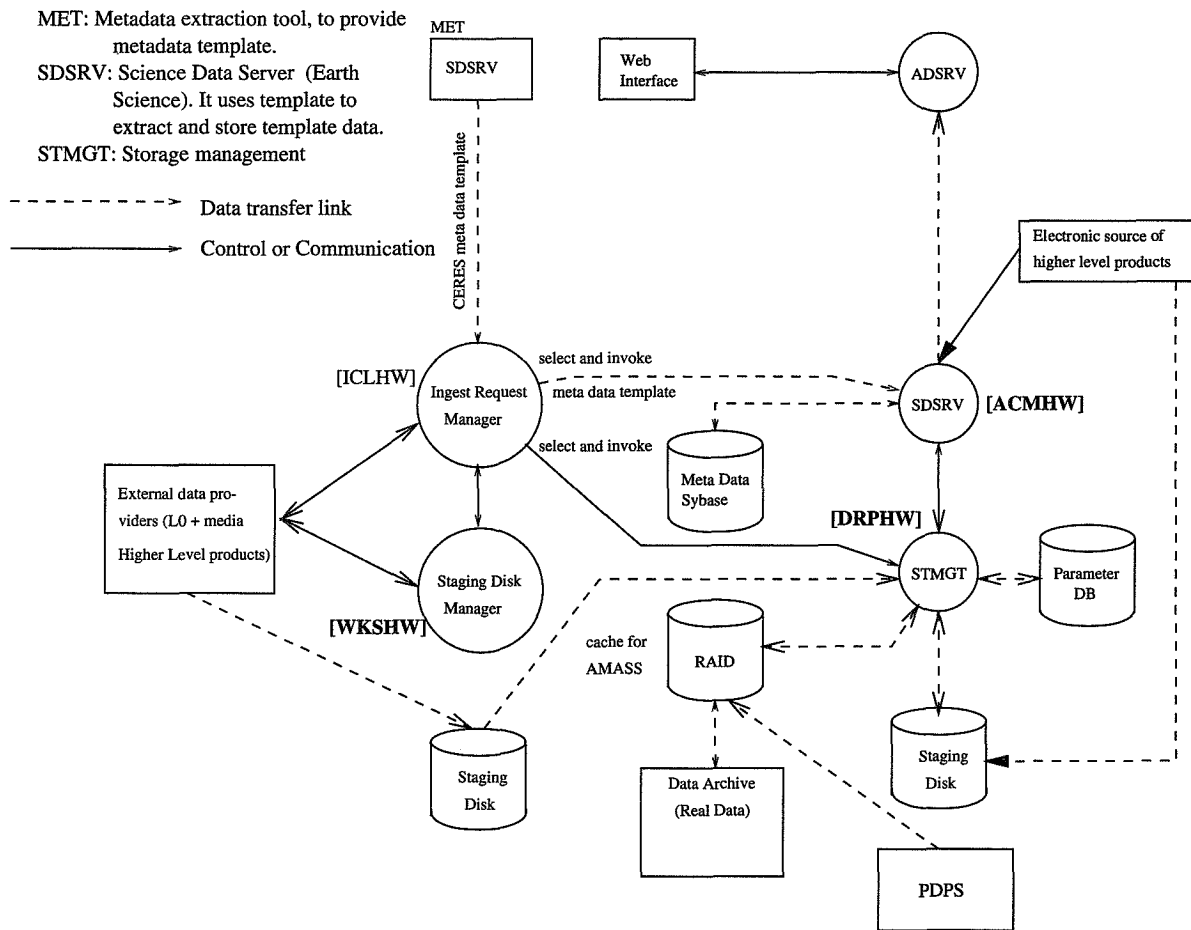 MET: Metadata extraction tool, to provide
metadata template.
SDSRV: Science Data Server (Earth
Science). It uses template to
extract and store template data.
STMGT: Storage management
Data transfer link
Control or Communication
MET
SDSRV
Web
Interface
ADSRV
CERES meta data template
Electronic source of
higher level products
[ICLHW]
Ingest Request
Manager
select and invoke
meta data template
select and invoke
SDSRV
[ACMHW]
Meta Data
Sybase
External data pro-
viders (L0 + media
Higher Level products)
[DRPHW]
STMGT
Parameter
DB
Staging Disk
Manager
[WKSHW]
cache for
AMASS
RAID
Staging
Disk
Data Archive
(Real Data)
Staging
Disk
PDPS